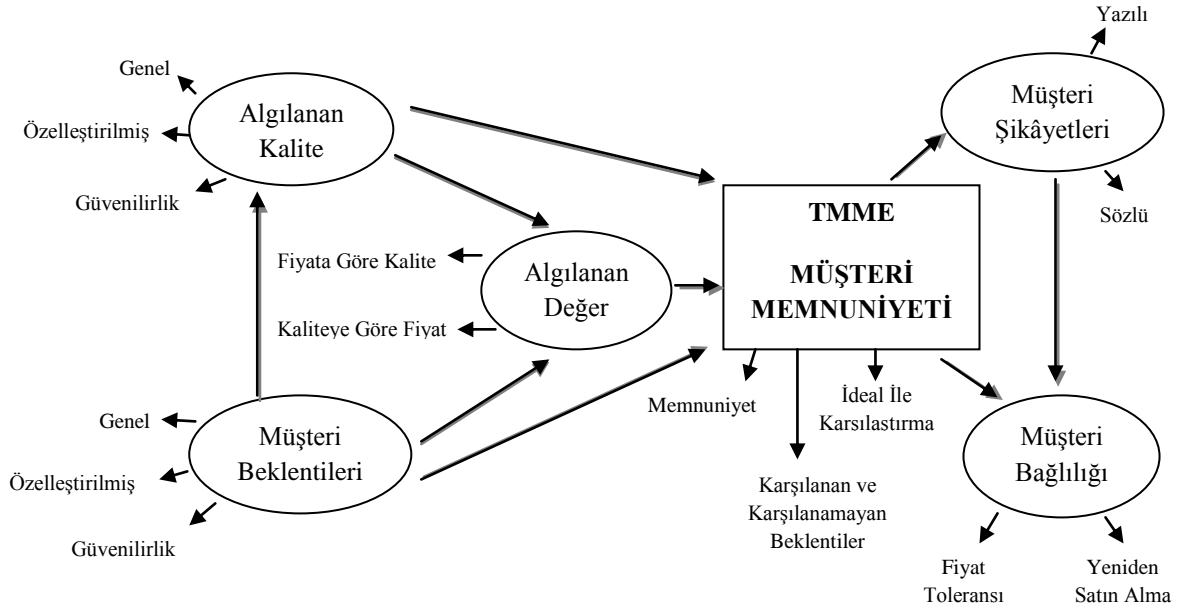 Yazılı
Genel
Özelleştirilmiş
Güvenilirlik
Algılanan
Kalite
Müşteri
Şikâyetleri
Sözlü
Fiyata Göre Kalite
Kaliteye Göre Fiyat
Algılanan
Değer
TMME
MÜŞTERİ
MEMNUNİYETİ
Memnuniyet
İdeal İle
Karsılastırma
Karşılanan ve
Karşılanamayan
Beklentiler
Genel
Özelleştirilmiş
Güvenilirlik
Müşteri
Beklentileri
Müşteri
Bağlılığı
Fiyat
Toleransı
Yeniden
Satın Alma